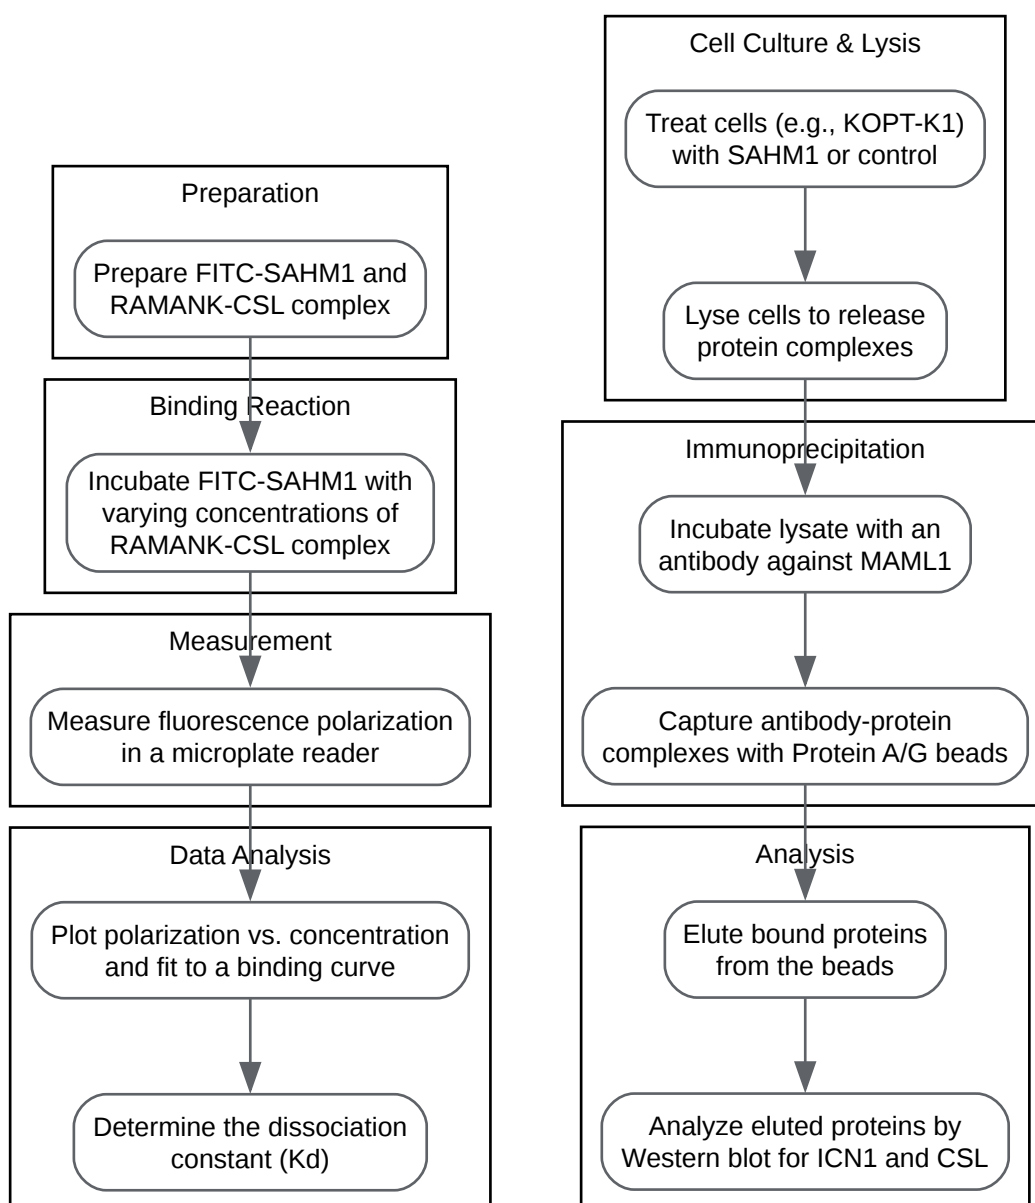 Preparation
Prepare FITC-SAHM1 and
RAMANK-CSL complex
Binding Reaction
Incubate FITC-SAHM1 with
varying concentrations of
RAMANK-CSL complex
Measurement
Measure fluorescence polarization
in a microplate reader
Data Analysis
Plot polarization vs. concentration
and fit to a binding curve
Determine the dissociation
constant (Kd)
Cell Culture & Lysis
Treat cells (e.g., KOPT-K1)
with SAHM1 or control
Lyse cells to release
protein complexes
Immunoprecipitation
Incubate lysate with an
antibody against MAML1
Capture antibody-protein
complexes with Protein A/G beads
Analysis
Elute bound proteins
from the beads
Analyze eluted proteins by
Western blot for ICN1 and CSL